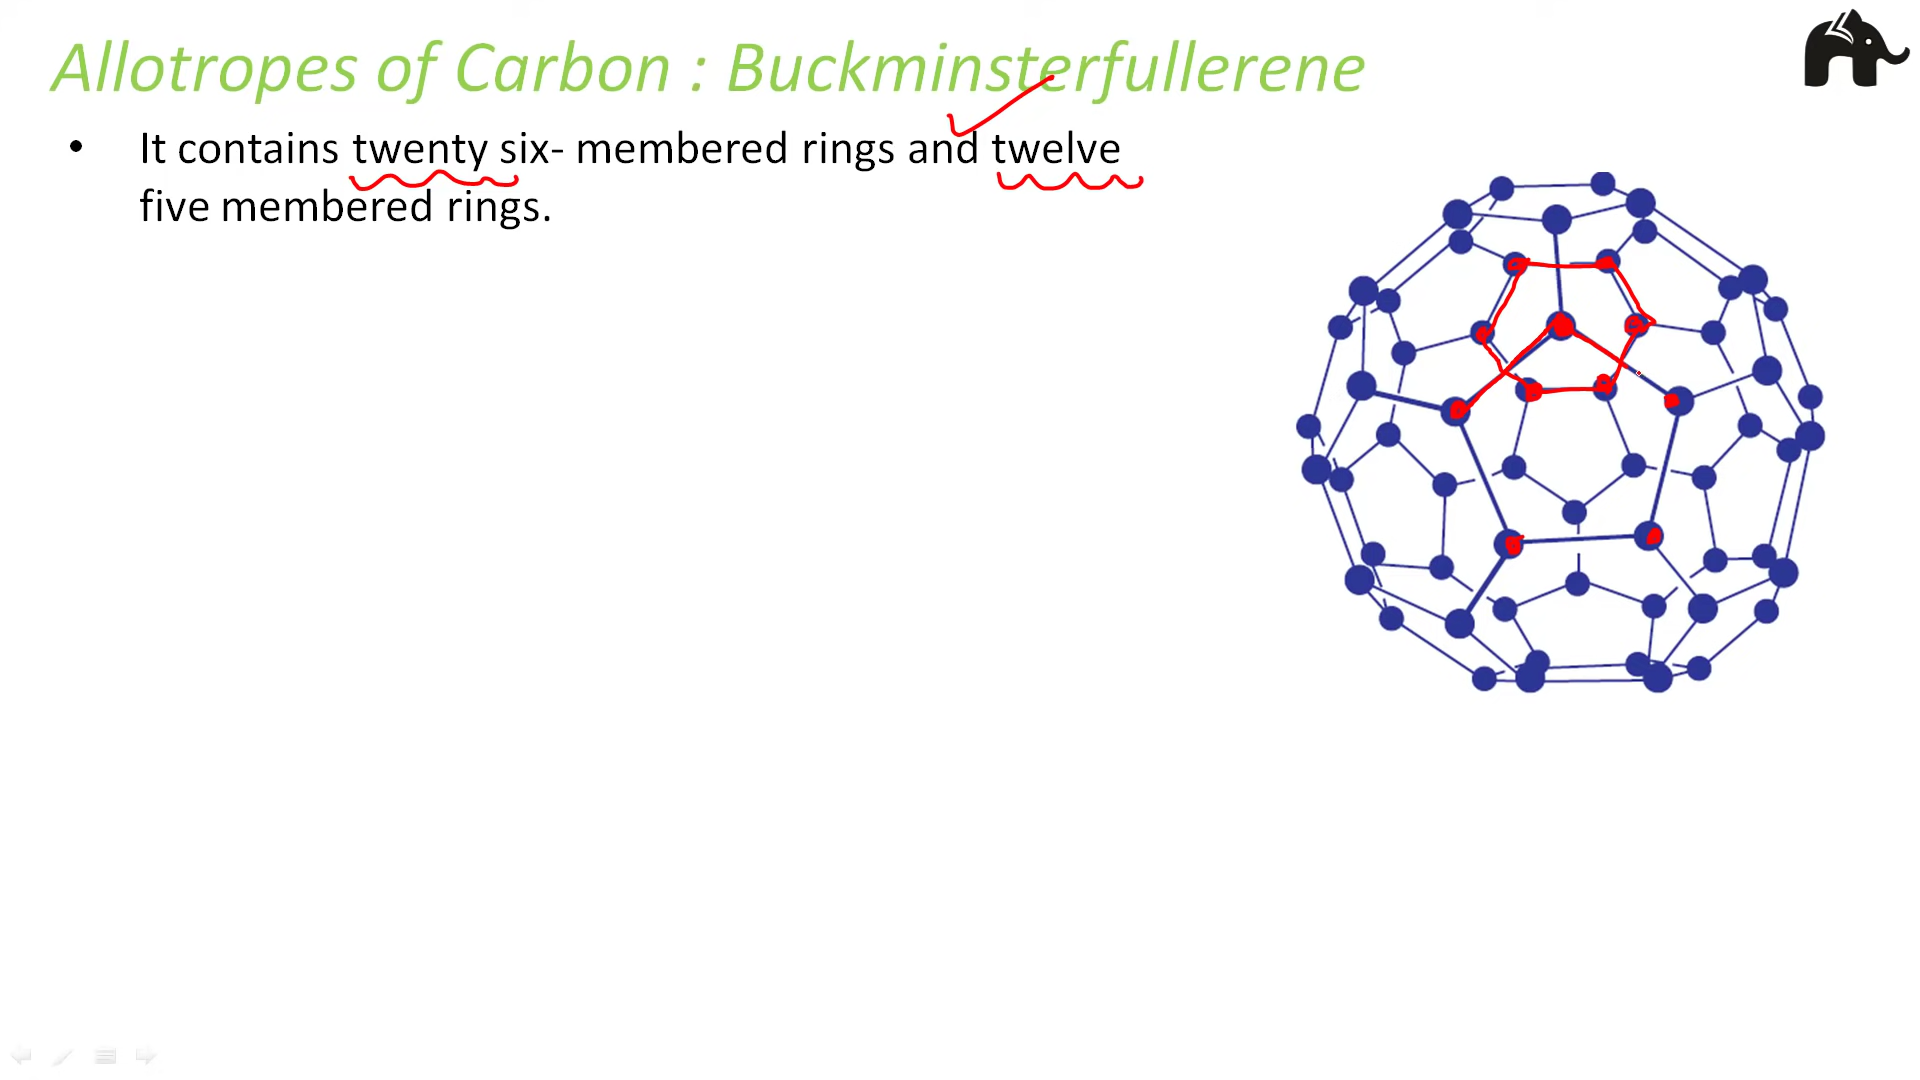 Allotropes of Carbon : Buckminsterfullerene
• It contains twenty six- membered rings and twelve
five membered rings.